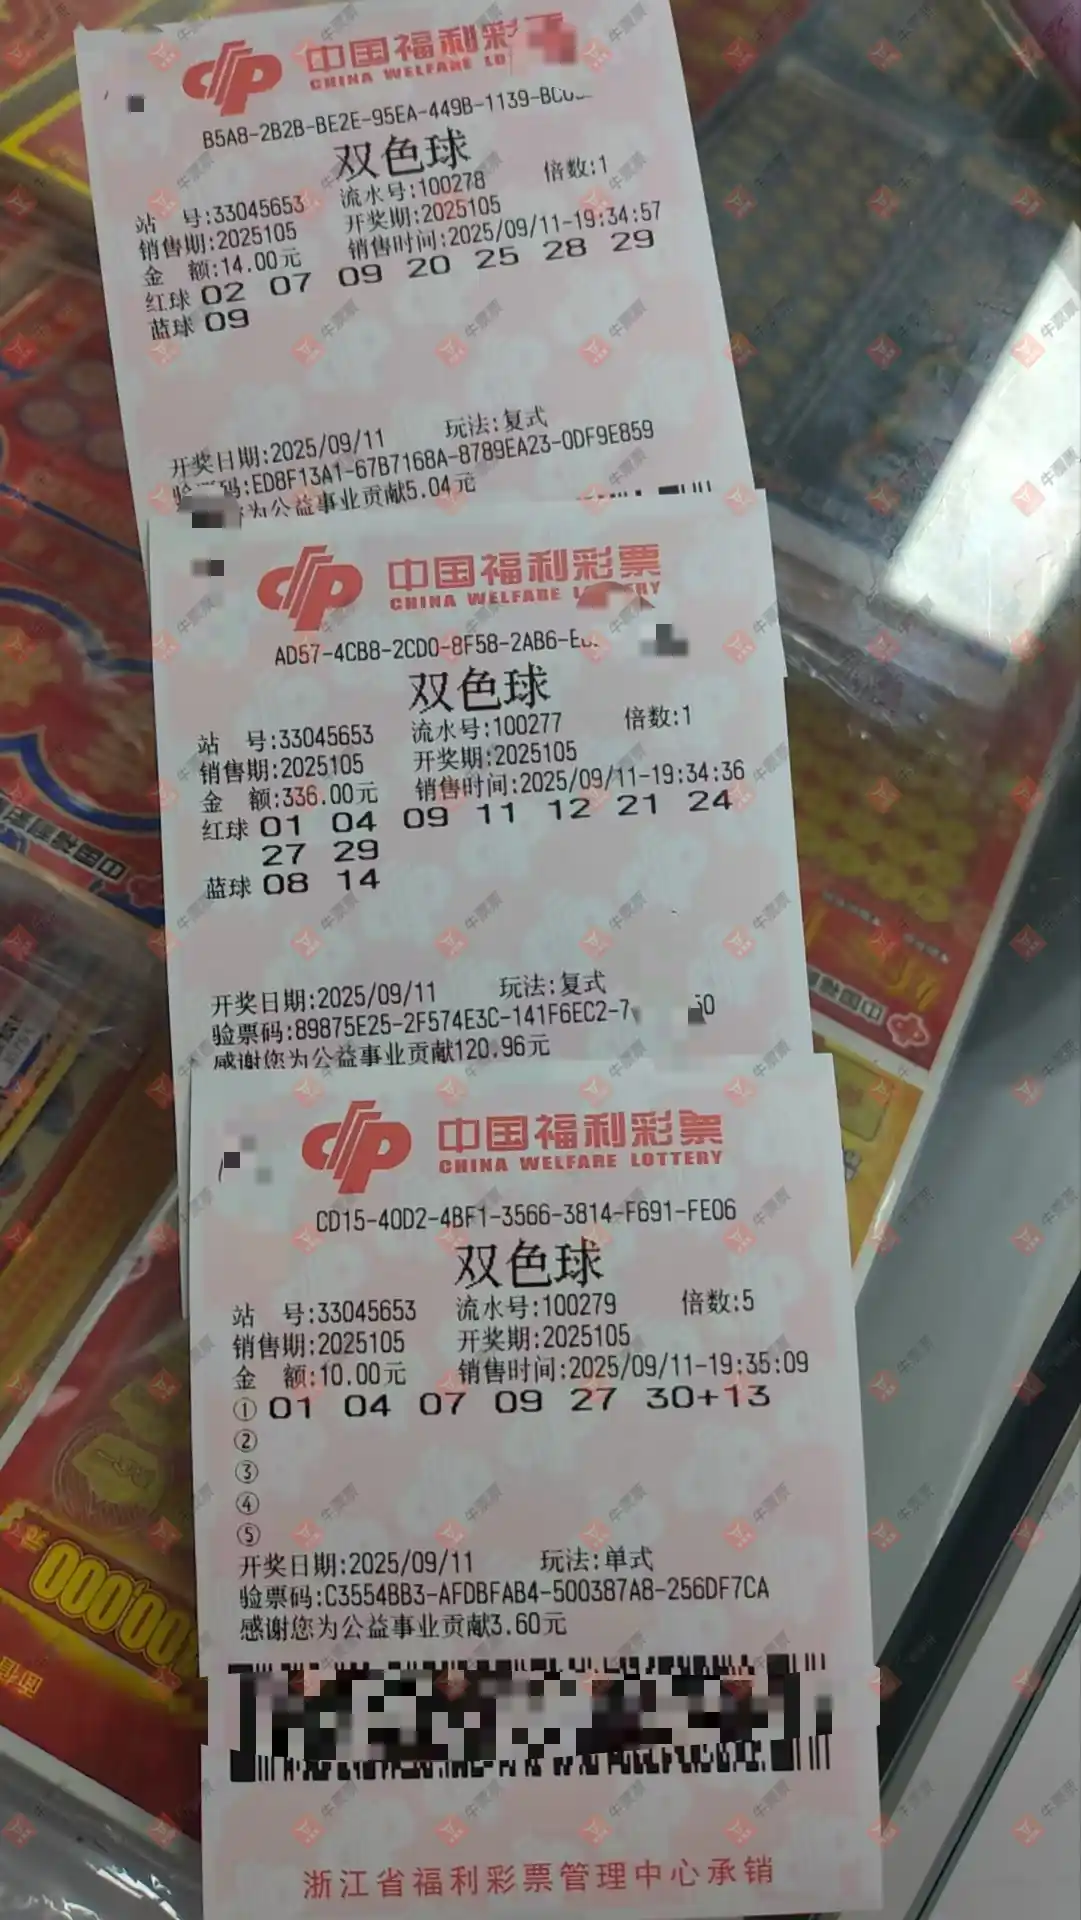 中国福利彩
CHINA WELFARE LO
B5A8-2B2B-BE2E-95EA-449B-1139-
双色球
站 号:33045653 流水号:100278 倍数:1
销售期:2025105 开奖期:2025105
金 额:14.00元 销售时间:2025/09/11-19:34:57
红球 02 07 09 20 25 28 29
蓝球 09
开奖日期:2025/09/11 玩法:复式
码:ED8F13A1-67B7168A-8789EA23-0DF9E859
为公益事业贡献5.04元
中国福利彩票
CHINA WELFARE
AD57-4CB8-2CD0-8F58-2AB6-
双色球
站 号:33045653 流水号:100277 倍数:1
销售期:2025105 开奖期:2025105
金 额:336.00元 销售时间:2025/09/11-19:34:36
红球 01 04 09 11 12 21 24
27 29
蓝球 08 14
开奖日期:2025/09/11 玩法:复式
验票码:89875E25-2F574E3C-141F6EC2-7
感谢您为公益事业贡献120.96元
中国福利彩票
CHINA WELFARE LOTTERY
CD15-40D2-4BF1-3566-3814-F691-FE06
双色球
站 号:33045653 流水号:100279 倍数:5
销售期:2025105 开奖期:2025105
金 额:10.00元 销售时间:2025/09/11-19:35:09
① 01 04 07 09 27 30+13
②
③
④
⑤
开奖日期:2025/09/11 玩法:单式
验票码:C3554BB3-AFDBFAB4-500387A8-256DF7CA
感谢您为公益事业贡献3.60元
浙江省福利彩票管理中心承销
牛票票